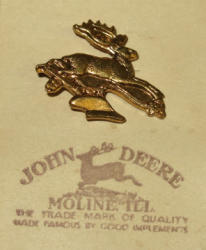 JOHN DEERE
MOLINE, ILL
THE TRADE MARK OF QUALITY
MADE FAMOUS BY GOOD IMPLEMENTS